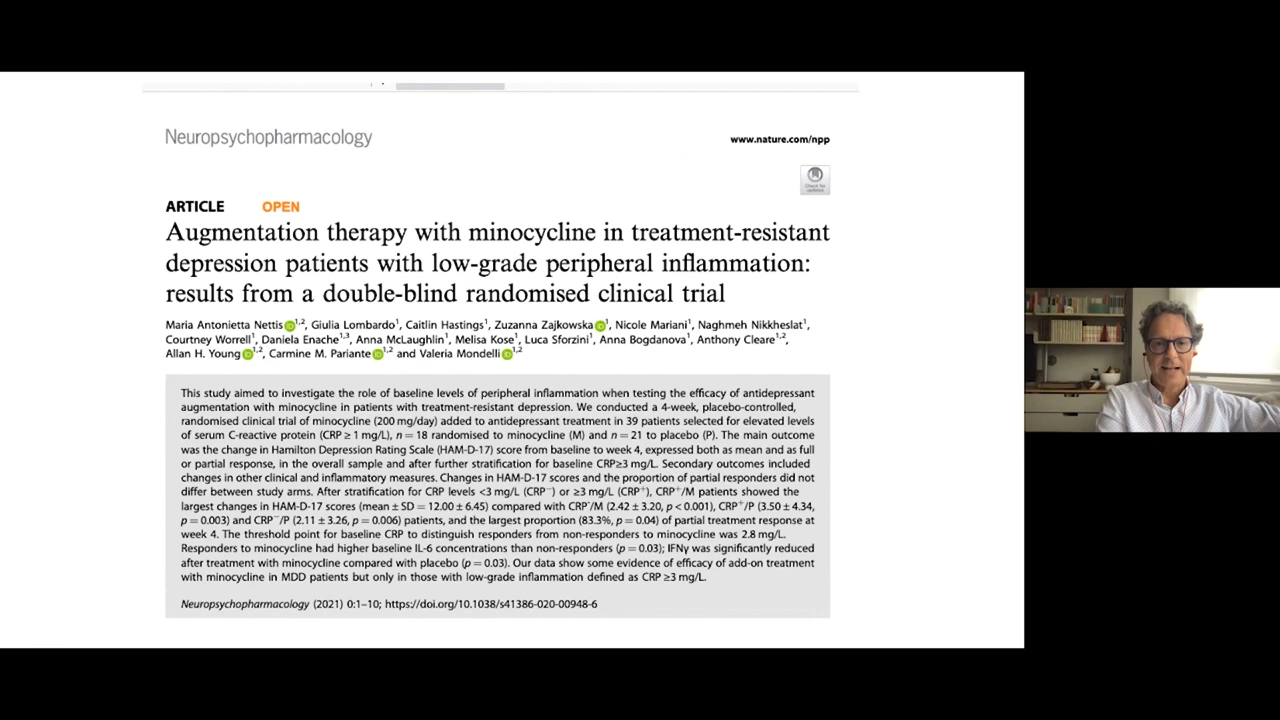 Neuropsychopharmacology
www.nature.com/npp
Check for
updates
ARTICLE OPEN
Augmentation therapy with minocycline in treatment-resistant
depression patients with low-grade peripheral inflammation:
results from a double-blind randomised clinical trial
Maria Antonietta Nettis 1,2, Giulia Lombardo1, Caitlin Hastings1, Zuzanna Zajkowska 1, Nicole Mariani1, Naghmeh Nikkheslat1,
Courtney Worrell1, Daniela Enache1,3, Anna McLaughlin1, Melisa Kose1, Luca Sforzini1, Anna Bogdanova1, Anthony Cleare1,2,
Allan H. Young 1,2, Carmine M. Pariante 1,2 and Valeria Mondelli 1,2
This study aimed to investigate the role of baseline levels of peripheral inflammation when testing the efficacy of antidepressant
augmentation with minocycline in patients with treatment-resistant depression. We conducted a 4-week, placebo-controlled,
randomised clinical trial of minocycline (200 mg/day) added to antidepressant treatment in 39 patients selected for elevated levels
of serum C-reactive protein (CRP ≥ 1 mg/L), n = 18 randomised to minocycline (M) and n = 21 to placebo (P). The main outcome
was the change in Hamilton Depression Rating Scale (HAM-D-17) score from baseline to week 4, expressed both as mean and as full
or partial response, in the overall sample and after further stratification for baseline CRP≥3 mg/L. Secondary outcomes included
changes in other clinical and inflammatory measures. Changes in HAM-D-17 scores and the proportion of partial responders did not
differ between study arms. After stratification for CRP levels <3 mg/L (CRP⁻) or ≥3 mg/L (CRP⁺), CRP⁺/M patients showed the
largest changes in HAM-D-17 scores (mean ± SD = 12.00 ± 6.45) compared with CRP⁻/M (2.42 ± 3.20, p < 0.001), CRP⁺/P (3.50 ± 4.34,
p = 0.003) and CRP⁻/P (2.11 ± 3.26, p = 0.006) patients, and the largest proportion (83.3%, p = 0.04) of partial treatment response at
week 4. The threshold point for baseline CRP to distinguish responders from non-responders to minocycline was 2.8 mg/L.
Responders to minocycline had higher baseline IL-6 concentrations than non-responders (p = 0.03); IFNγ was significantly reduced
after treatment with minocycline compared with placebo (p = 0.03). Our data show some evidence of efficacy of add-on treatment
with minocycline in MDD patients but only in those with low-grade inflammation defined as CRP ≥3 mg/L.
Neuropsychopharmacology (2021) 0:1–10; https://doi.org/10.1038/s41386-020-00948-6